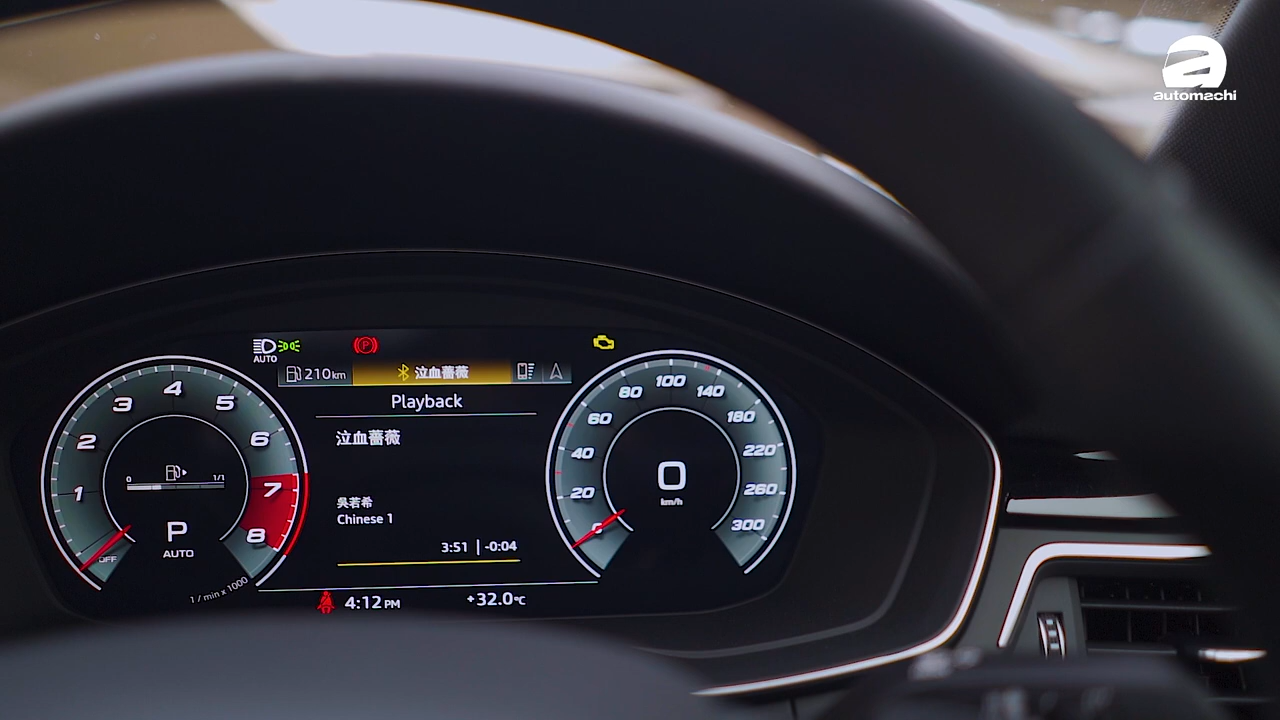 automachi
AUTO
210 km
泣血薔薇
Playback
泣血薔薇
吳若希
Chinese 1
3:51 | -0:04
4:12 PM
+32.0°C
OFF
1
2
3
4
5
6
7
8
0
1/1
P
AUTO
1 / min x 1000
0
20
40
60
80
100
140
180
220
260
300
0
km/h